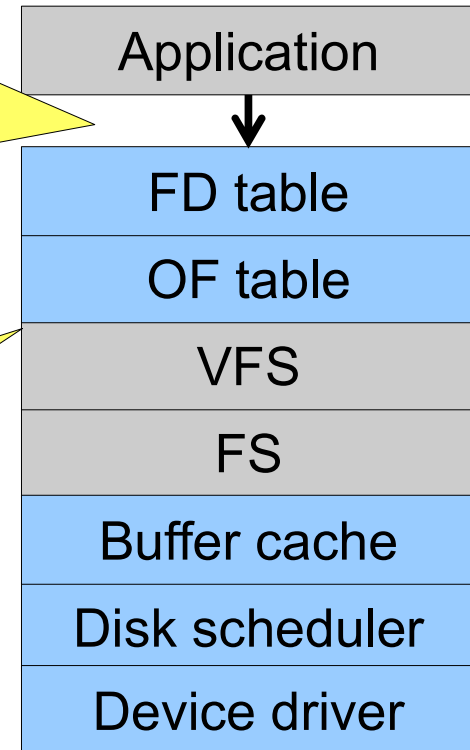 Application
FD table
OF table
VFS
FS
Buffer cache
Disk scheduler
Device driver